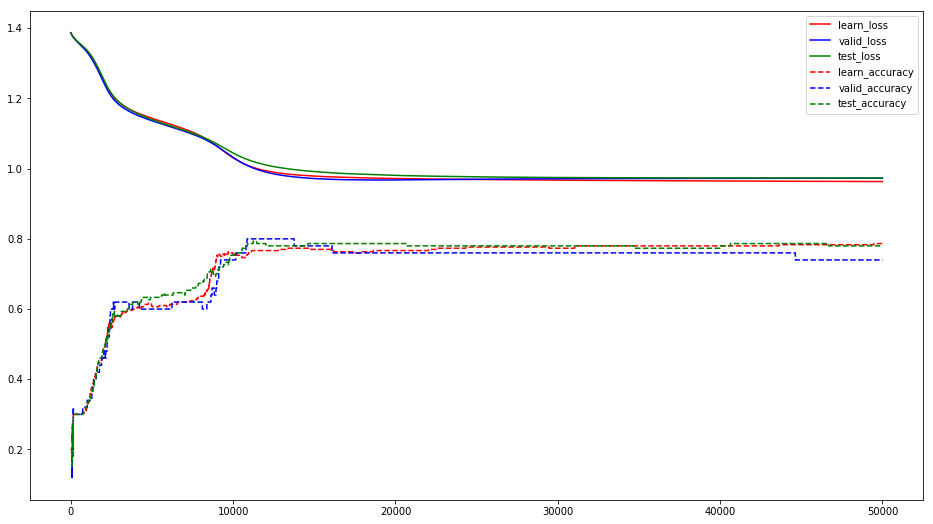 1.4
1.2
1.0
0.8
0.6
0.4
0.2
0
10000
20000
30000
40000
50000
learn_loss
valid_loss
test_loss
learn_accuracy
valid_accuracy
test_accuracy